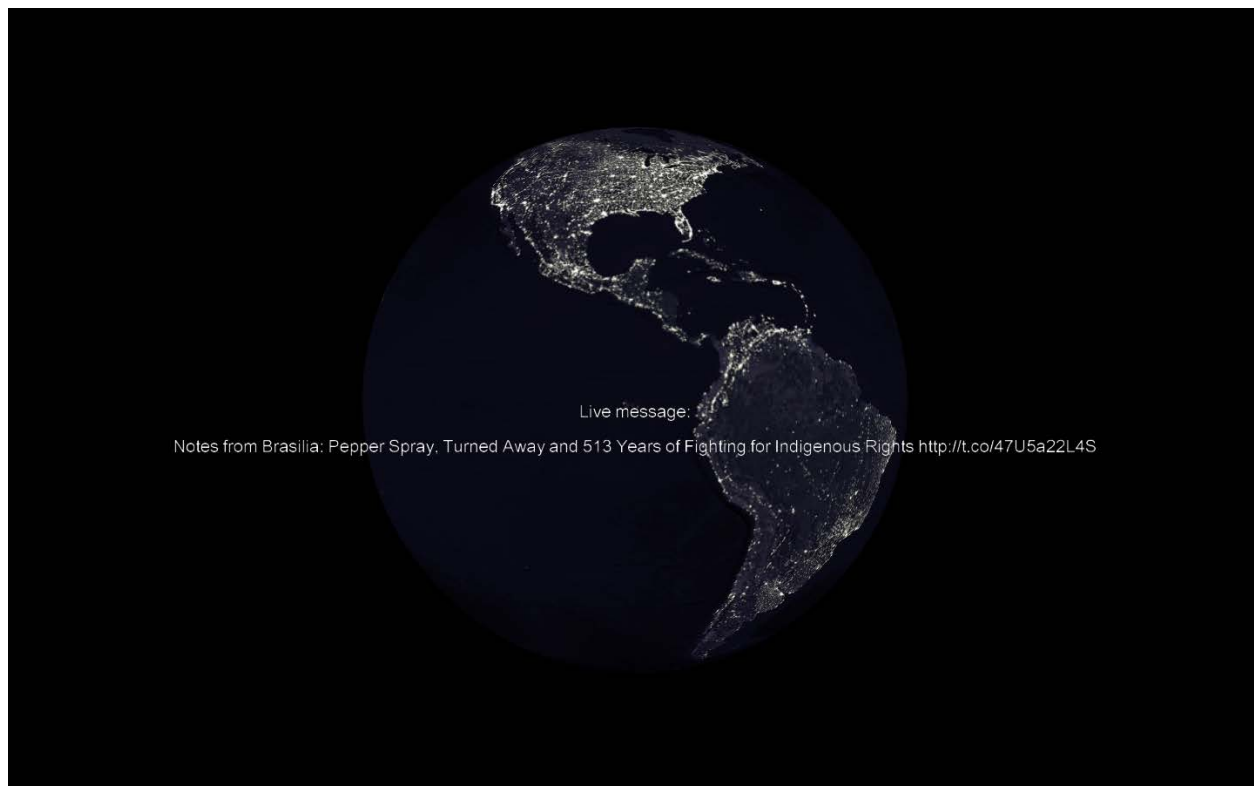 Live message:
Notes from Brasilia: Pepper Spray, Turned Away and 513 Years of Fighting for Indigenous Rights http://t.co/47U5a22L4S